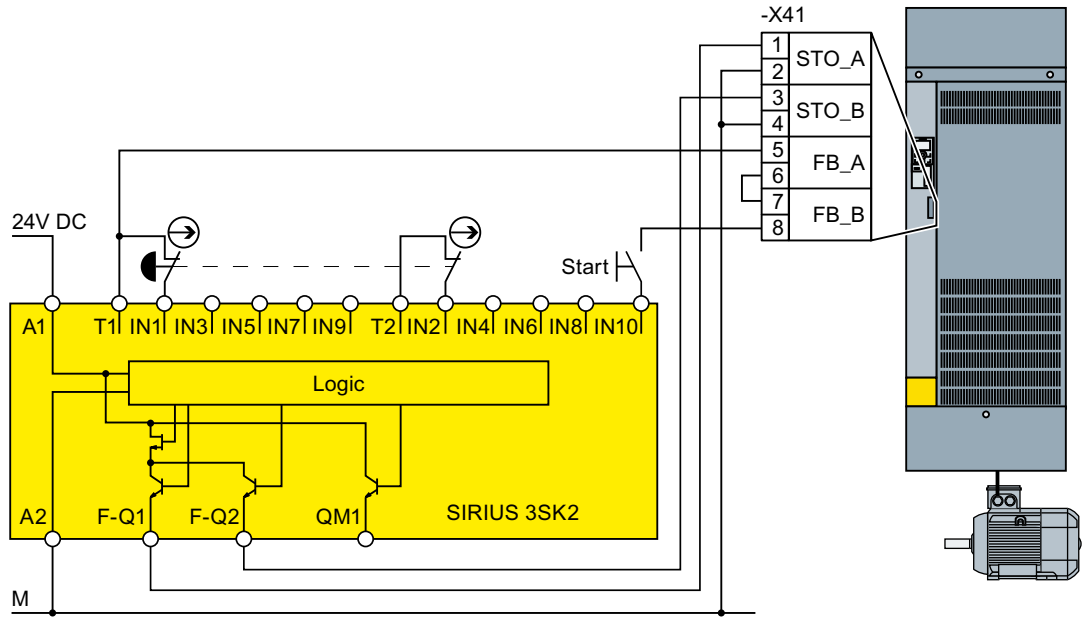 -X41
1 STO_A
2
3 STO_B
4
5 FB_A
6
7 FB_B
8
24V DC
Start
A1 T1 IN1 IN3 IN5 IN7 IN9 T2 IN2 IN4 IN6 IN8 IN10
Logic
A2 F-Q1 F-Q2 QM1 SIRIUS 3SK2
M